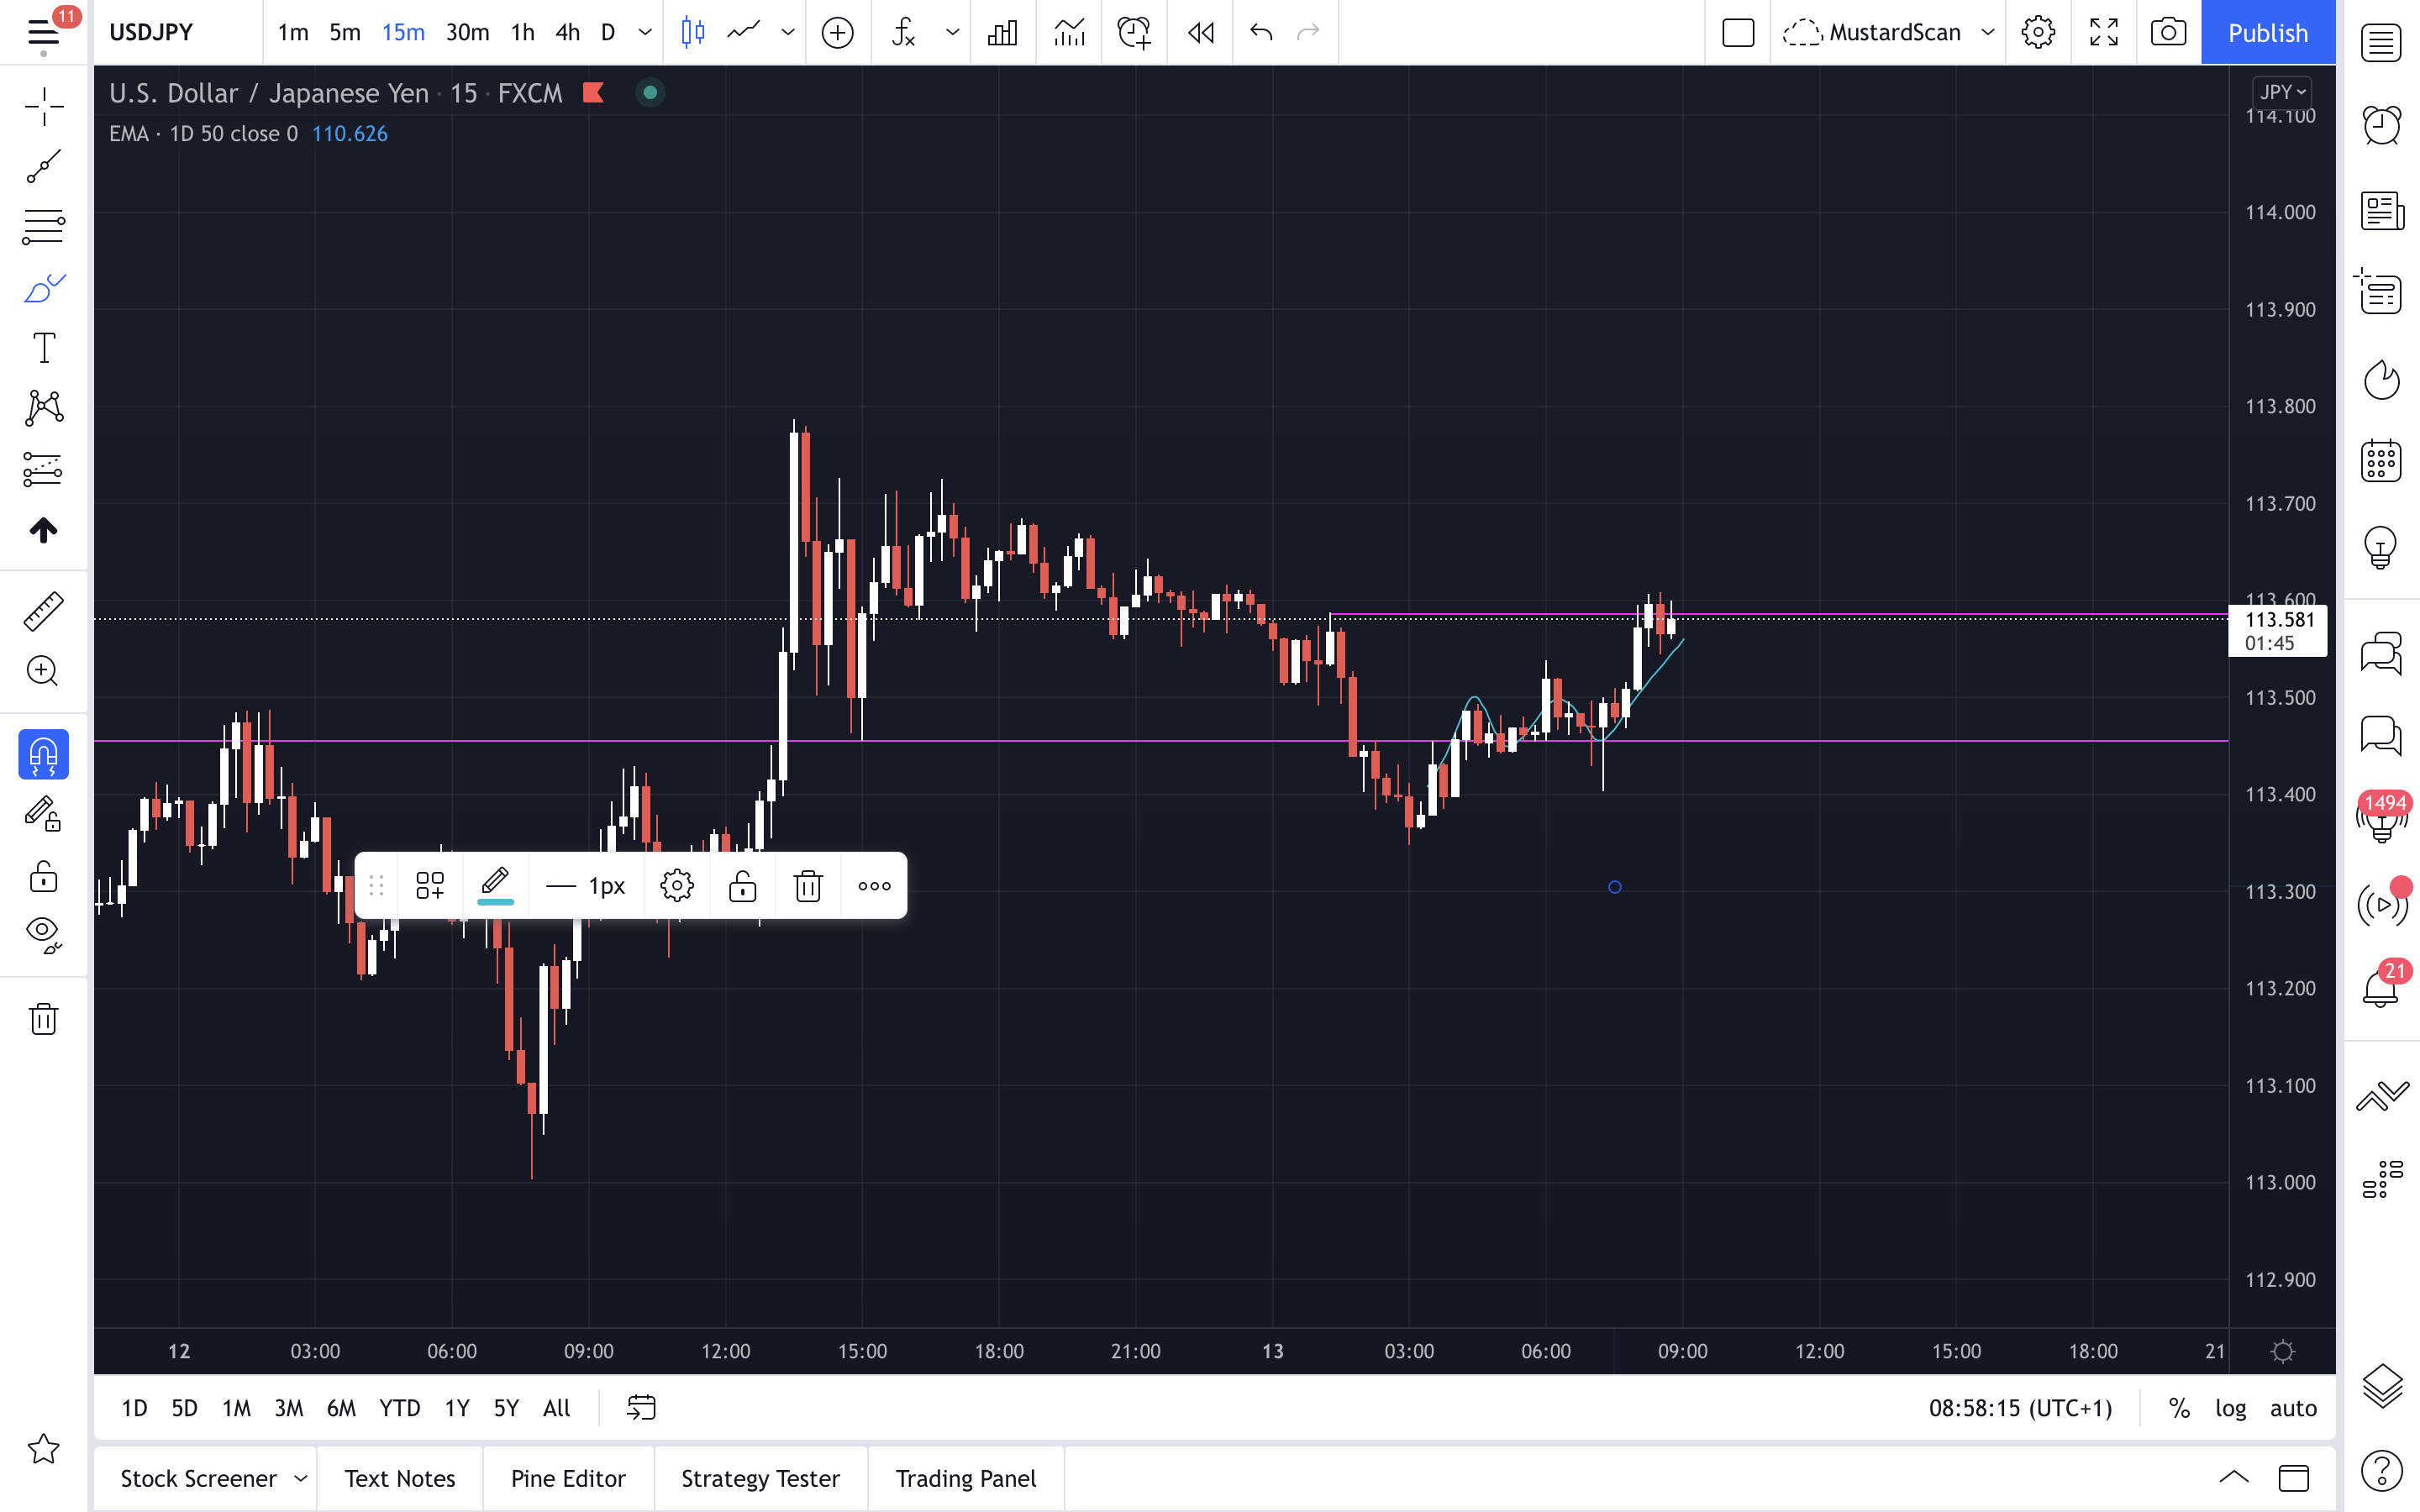 11
USDJPY
1m 5m 15m 30m 1h 4h D
MustardScan
Publish
U.S. Dollar / Japanese Yen · 15 · FXCM
EMA · 1D 50 close 0 110.626
JPY
114.100
114.000
113.900
113.800
113.700
113.600
113.581
01:45
113.500
113.400
113.300
113.200
113.100
113.000
112.900
1px
1494
21
12 03:00 06:00 09:00 12:00 15:00 18:00 21:00 13 03:00 06:00 09:00 12:00 15:00 18:00 21
1D 5D 1M 3M 6M YTD 1Y 5Y All
08:58:15 (UTC+1) % log auto
Stock Screener Text Notes Pine Editor Strategy Tester Trading Panel